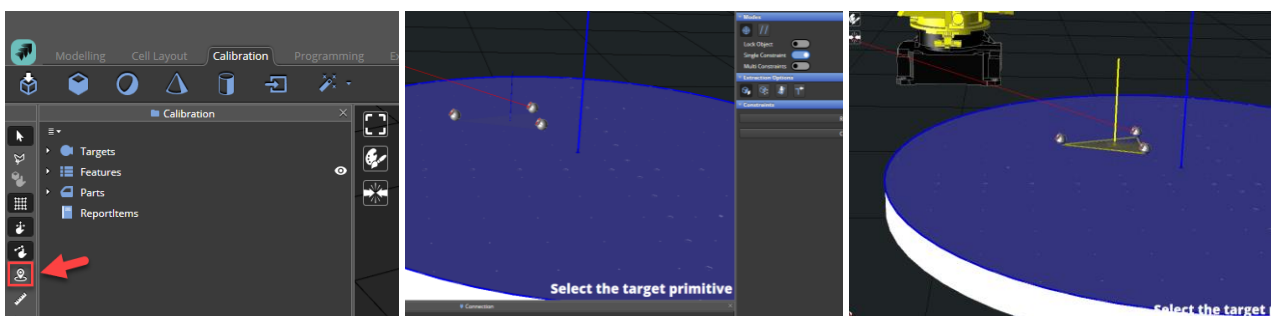 Modelling Cell Layout Calibration Programming
Calibration
Targets
Features
Parts
ReportItems
Modes
Lock Object
Single Constraint
Multi Constraints
Extraction Options
Constraints
Select the target primitive
Connection
Select the target